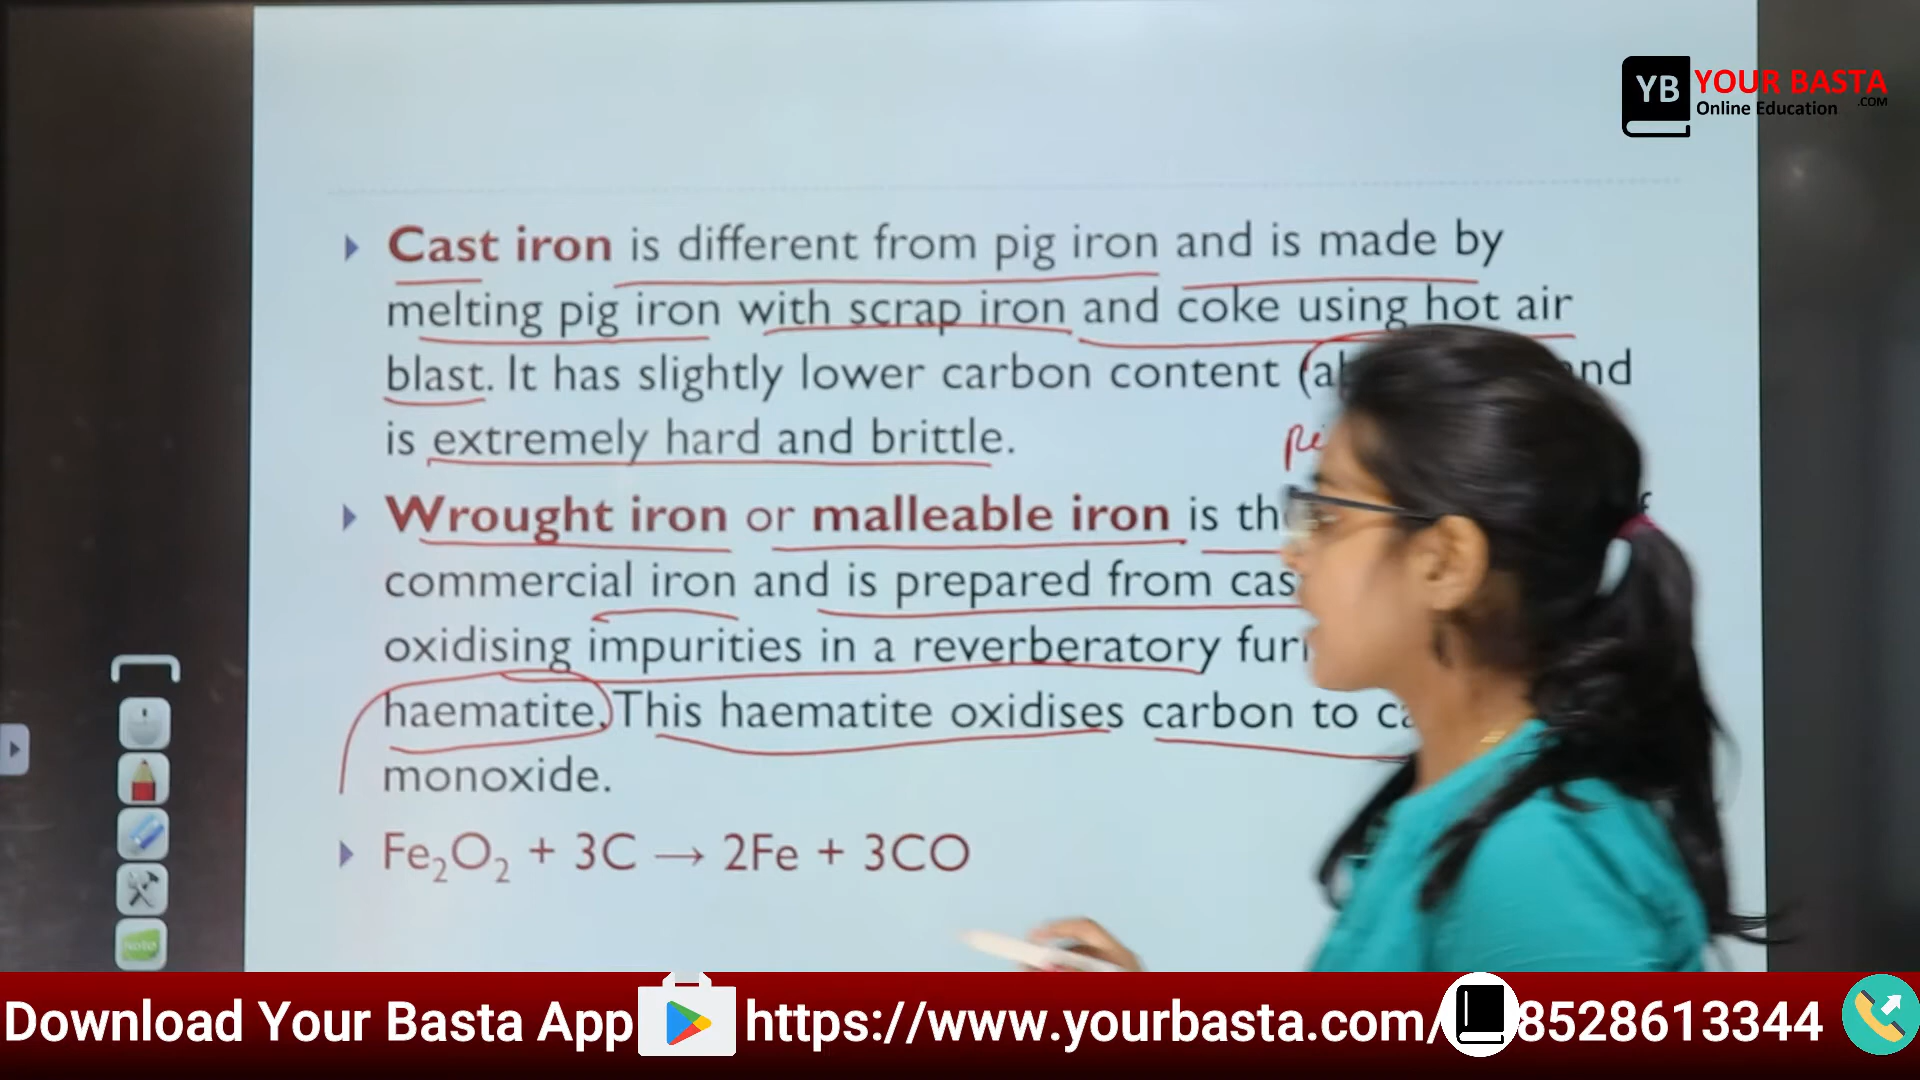 YB YOUR BASTA
.COM
Online Education
Cast iron is different from pig iron and is made by
melting pig iron with scrap iron and coke using hot air
blast. It has slightly lower carbon content
is extremely hard and brittle.
Wrought iron or malleable iron is
commercial iron and is prepared from
oxidising impurities in a reverberatory
haematite. This haematite oxidises carbon to
monoxide.
Fe₂O₂ + 3C → 2Fe + 3CO
Note
Download Your Basta App https://www.yourbasta.com/ 8528613344